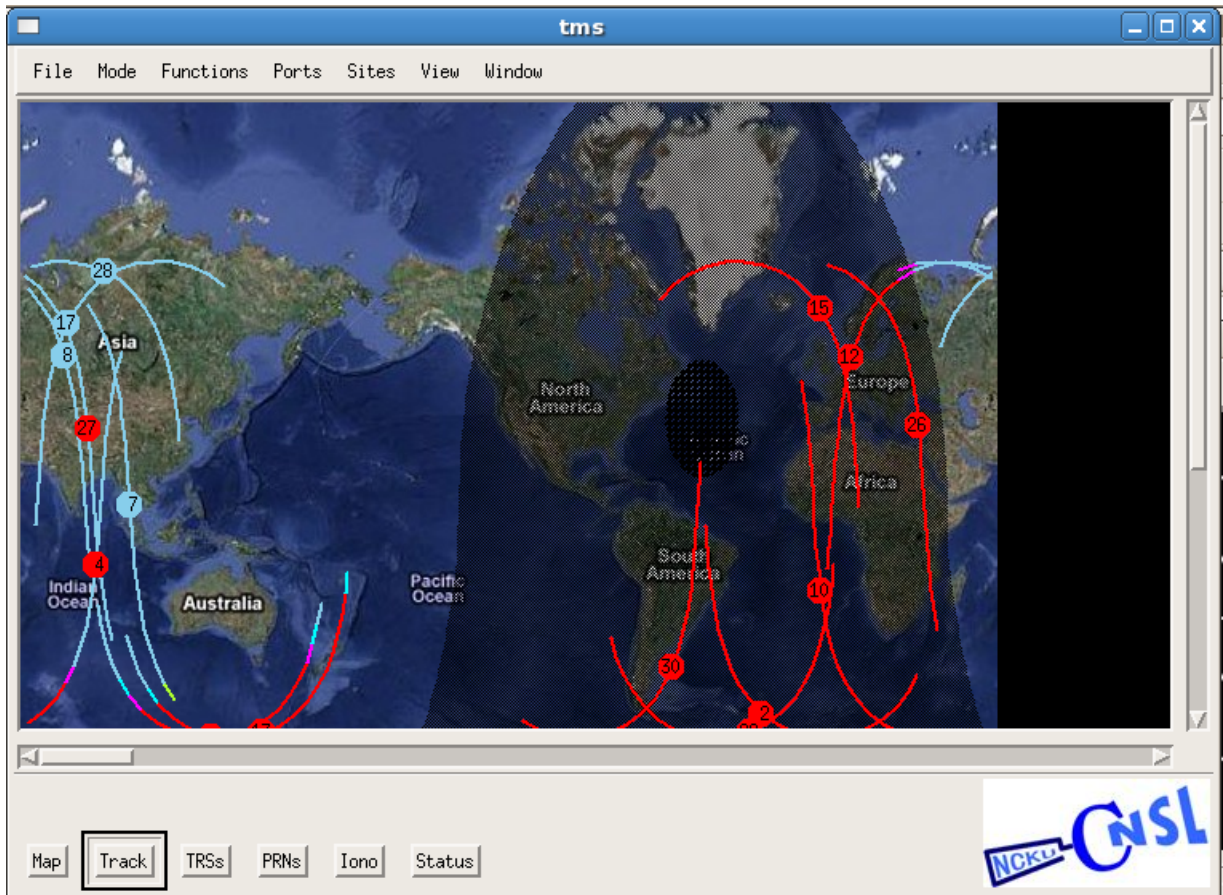 tms
File Mode Functions Ports Sites View Window
28
15
17
Asia
12
8
Europe
North
America
27
26
Africa
7
South
America
4
Indian
Ocean
Pacific
Ocean
Australia
10
30
2
Map Track TRSs PRNs Iono Status
NCKU CNSL